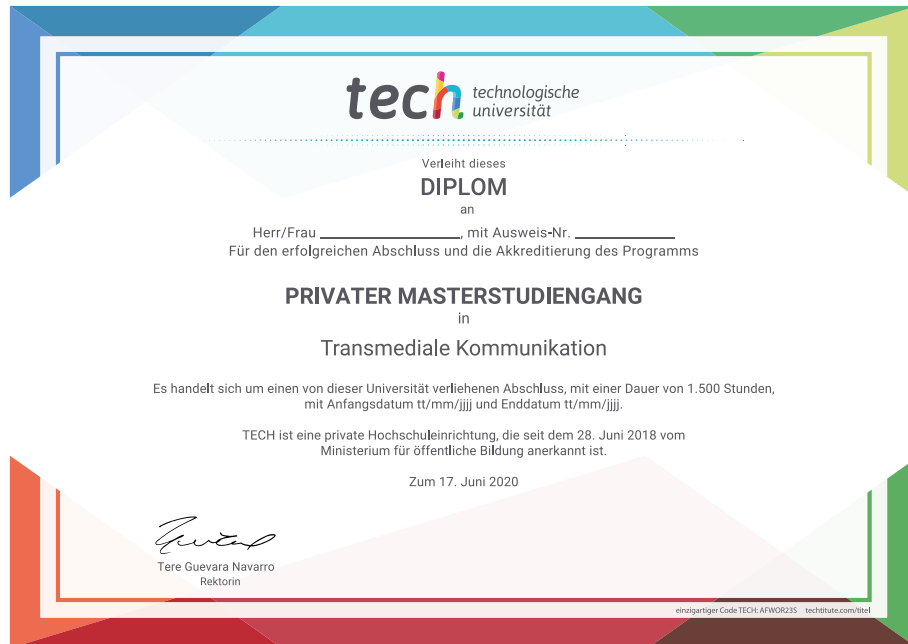 tech technologische
universität
Verleiht dieses
DIPLOM
an
Herr/Frau ____________________, mit Ausweis-Nr. ______________
Für den erfolgreichen Abschluss und die Akkreditierung des Programms
PRIVATER MASTERSTUDIENGANG
in
Transmediale Kommunikation
Es handelt sich um einen von dieser Universität verliehenen Abschluss, mit einer Dauer von 1.500 Stunden,
mit Anfangsdatum tt/mm/jjjj und Enddatum tt/mm/jjjj.
TECH ist eine private Hochschuleinrichtung, die seit dem 28. Juni 2018 vom
Ministerium für öffentliche Bildung anerkannt ist.
Zum 17. Juni 2020
Tere Guevara Navarro
Rektorin
einzigartiger Code TECH: AFWOR23S techtitute.com/titel